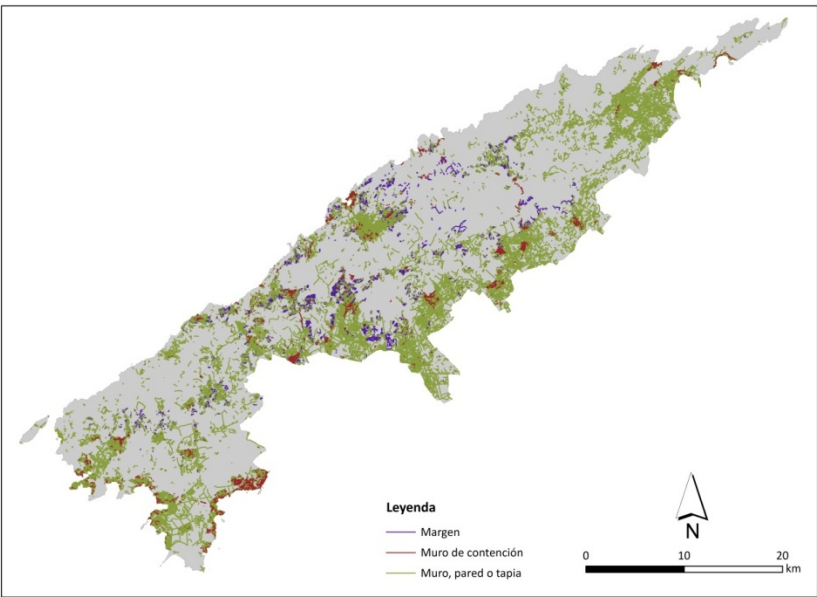 Leyenda
Margen
Muro de contención
Muro, pared o tapia
N
0 10 20
km